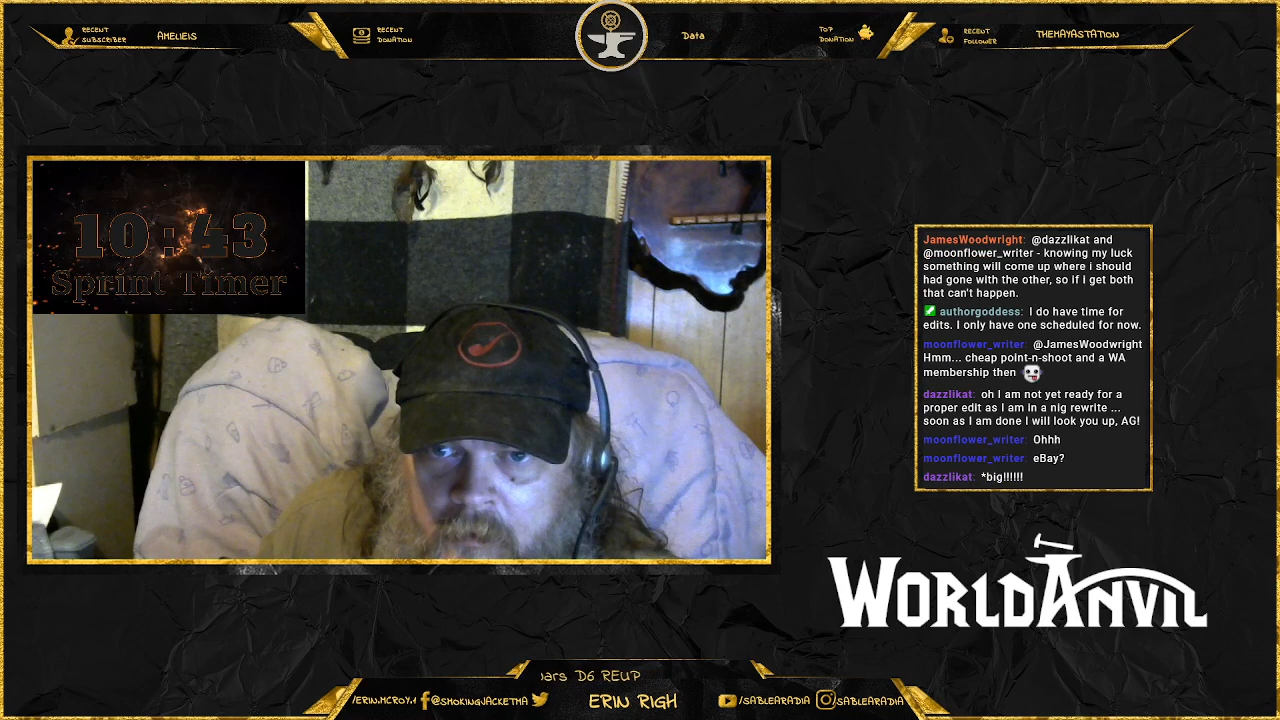 RECENT
SUBSCRIBER
AMELIEIS
RECENT
DONATION
Data
TOP
DONATION
RECENT
FOLLOWER
THEMAYASTATION
10:43
Sprint Timer
JamesWoodwright: @dazzlikat and
@moonflower_writer - knowing my luck
something will come up where i should
had gone with the other, so if I get both
that can't happen.
authorgoddess: I do have time for
edits. I only have one scheduled for now.
moonflower_writer: @JamesWoodwright
Hmm... cheap point-n-shoot and a WA
membership then
dazzlikat: oh I am not yet ready for a
proper edit as I am in a nig rewrite ...
soon as I am done I will look you up, AG!
moonflower_writer: Ohhh
moonflower_writer: eBay?
dazzlikat: *big!!!!!!
WORLDANVIL
ars D6 REUP
/ERIN.MCROY.1
@SMOKINGJACKETMA
ERIN RIGH
/SABLEARADIA
/SABLEARADIA